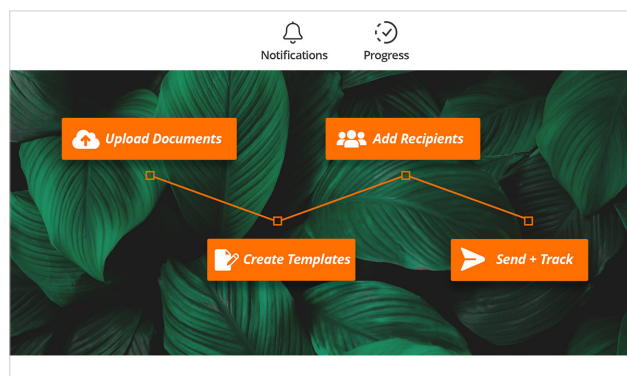 Notifications
Progress
Upload Documents
Add Recipients
Create Templates
Send + Track